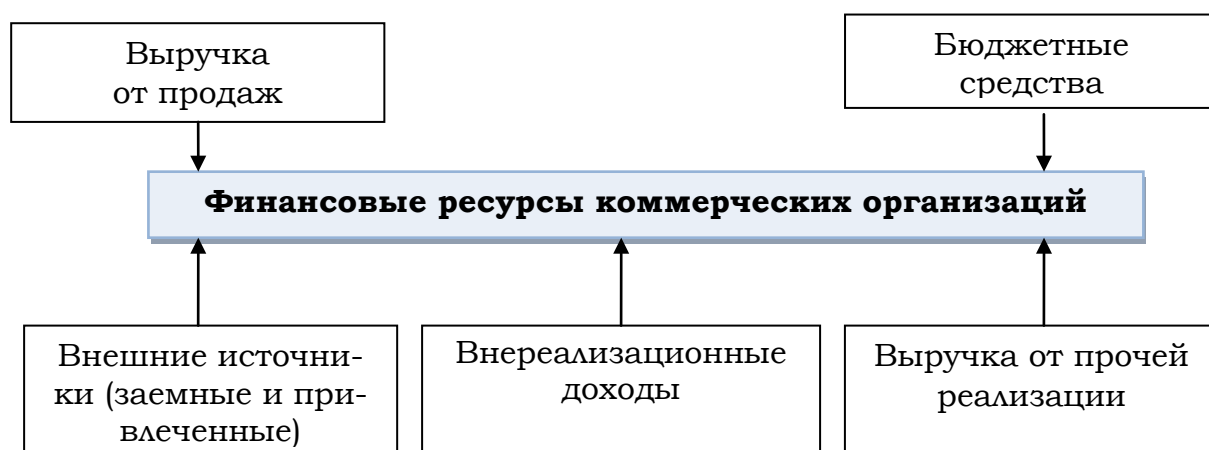 Выручка
от продаж
Бюджетные
средства
Финансовые ресурсы коммерческих организаций
Внешние источни-
ки (заемные и при-
влеченные)
Внереализационные
доходы
Выручка от прочей
реализации